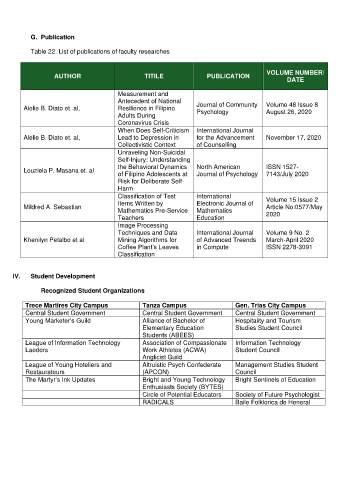 G. Publication
Table 22. List of publications of faculty researches
AUTHOR
TITILE
PUBLICATION
VOLUME NUMBER/
DATE
Alelie B. Diato et. al,
Measurement and
Antecedent of National
Resilience in Filipino
Adults During
Coronavirus Crisis
Journal of Community
Psychology
Volume 48 Issue 8
August 26, 2020
Alelie B. Diato et. al,
When Does Self-Criticism
Lead to Depression in
Collectivistic Context
International Journal
for the Advancement
of Counselling
November 17, 2020
Louziela P. Masana et. al
Unraveling Non-Suicidal
Self-Injury: Understanding
the Behavioral Dynamics
of Filipino Adolescents at
Risk for Deliberate Self-
Harm
North American
Journal of Psychology
ISSN 1527-
7143/July 2020
Mildred A. Sebastian
Classification of Test
Items Written by
Mathematics Pre-Service
Teachers
International
Electronic Journal of
Mathematics
Education
Volume 15 Issue 2
Article No:0577/May
2020
Khenilyn Petalbo et al
Image Processing
Techniques and Data
Mining Algorithms for
Coffee Plant's Leaves
Classification
International Journal
of Advanced Treends
in Compute
Volume 9 No. 2
March-April 2020
ISSN 2278-3091
IV. Student Development
Recognized Student Organizations
Trece Martires City Campus
Tanza Campus
Gen. Trias City Campus
Central Student Government
Central Student Government
Central Student Government
Young Marketer's Guild
Alliance of Bachelor of
Elementary Education
Students (ABEES)
Hospitality and Tourism
Studies Student Council
League of Information Technology
Laeders
Association of Compassionate
Work Athletes (ACWA)
Anglicist Guild
Information Technology
Student Council
League of Young Hoteliers and
Restaurateurs
Altruistic Psych Confederate
(APCON)
Management Studies Student
Council
The Martyr's Ink Updates
Bright and Young Technology
Enthusiasts Society (BYTES)
Bright Sentinels of Education
Circle of Potential Educators
Society of Future Psychologist
RADICALS
Baile Folklorica de Heneral